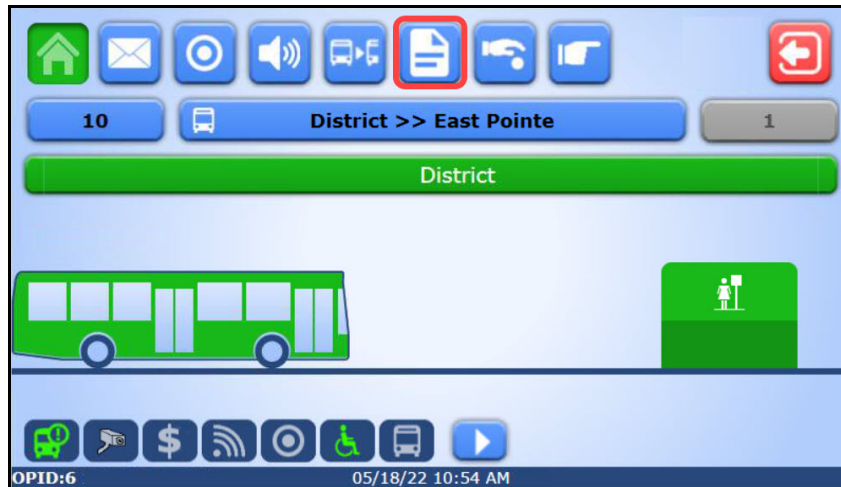 10
District >> East Pointe
1
District
$
OPID:6
05/18/22 10:54 AM